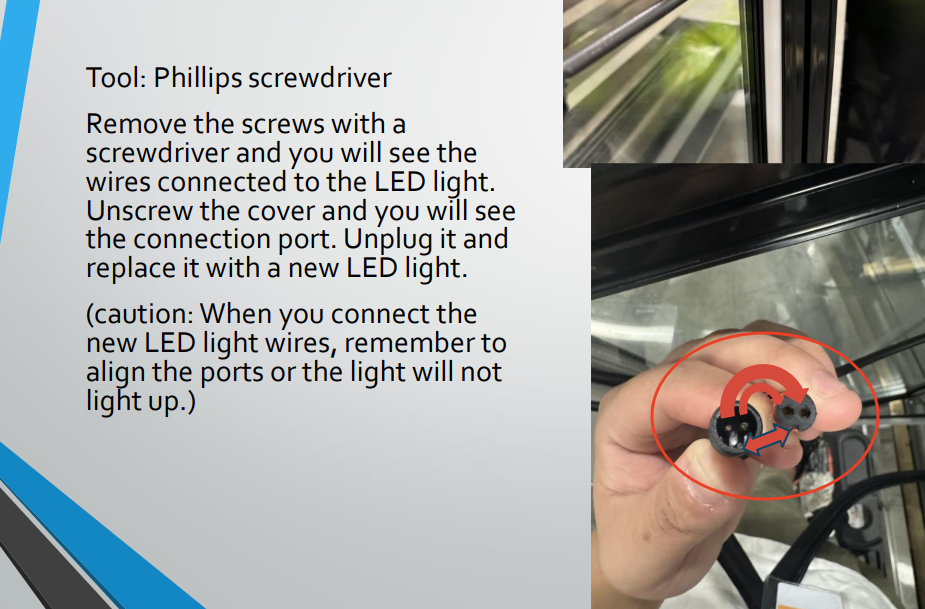 Tool: Phillips screwdriver
Remove the screws with a
screwdriver and you will see the
wires connected to the LED light.
Unscrew the cover and you will see
the connection port. Unplug it and
replace it with a new LED light.
(caution: When you connect the
new LED light wires, remember to
align the ports or the light will not
light up.)